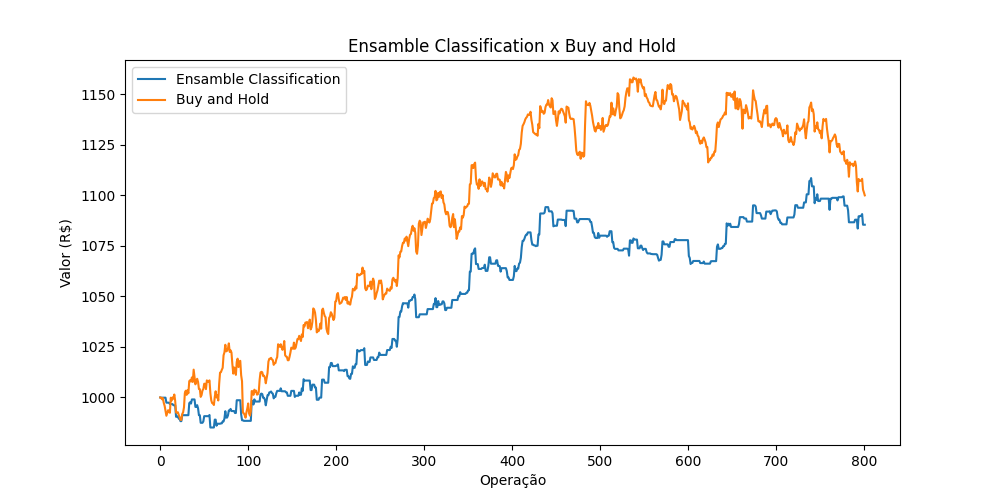 Ensamble Classification x Buy and Hold
Ensamble Classification
Buy and Hold
1150
1125
1100
1075
1050
1025
1000
Valor (R$)
0 100 200 300 400 500 600 700 800
Operação